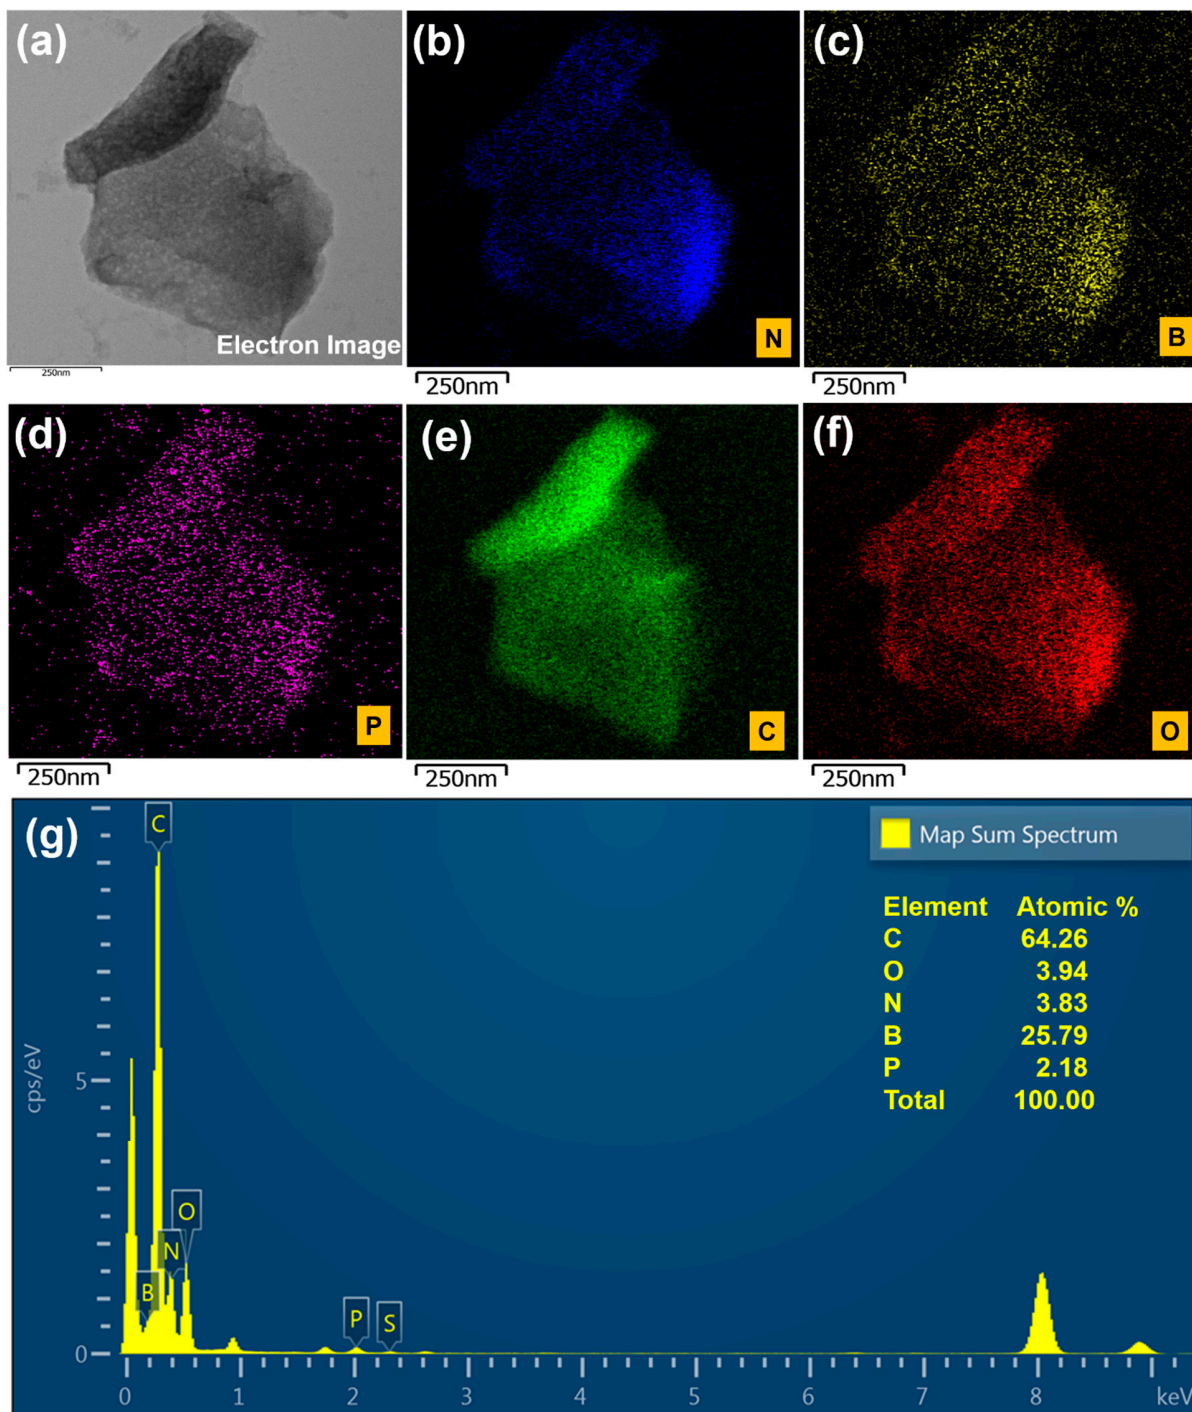 (a)
Electron Image
250nm
(b)
N
250nm
(c)
B
250nm
(d)
P
250nm
(e)
C
250nm
(f)
O
250nm
(g)
Map Sum Spectrum
Element Atomic %
C 64.26
O 3.94
N 3.83
B 25.79
P 2.18
Total 100.00
cps/eV
5
0
C
O
N
B
P
S
0 1 2 3 4 5 6 7 8 keV